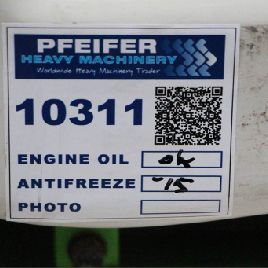 PFEIFER
HEAVY MACHINERY
Worldwide Heavy Machinery Trader
10311
ENGINE OIL ok
ANTIFREEZE -15
PHOTO